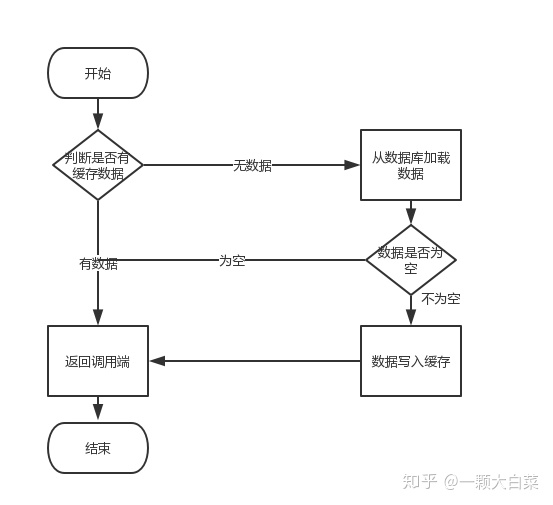 开始
判断是否有
缓存数据
无数据
从数据库加载
数据
数据是否为
空
为空
有数据
不为空
返回调用端
数据写入缓存
结束
知乎 @一颗大白菜